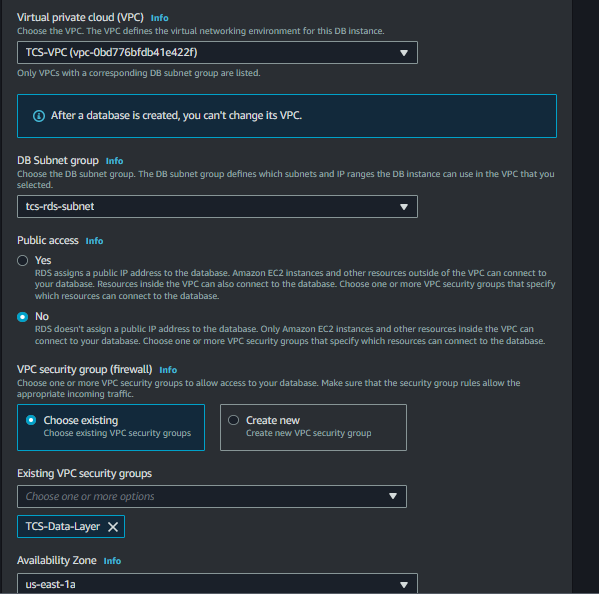 Virtual private cloud (VPC) Info
Choose the VPC. The VPC defines the virtual networking environment for this DB instance.
TCS-VPC (vpc-0bd776bfdb41e422f)
Only VPCs with a corresponding DB subnet group are listed.
After a database is created, you can't change its VPC.
DB Subnet group Info
Choose the DB subnet group. The DB subnet group defines which subnets and IP ranges the DB instance can use in the VPC that you
selected.
tcs-rds-subnet
Public access Info
Yes
RDS assigns a public IP address to the database. Amazon EC2 instances and other resources outside of the VPC can connect to
your database. Resources inside the VPC can also connect to the database. Choose one or more VPC security groups that specify
which resources can connect to the database.
No
RDS doesn't assign a public IP address to the database. Only Amazon EC2 instances and other resources inside the VPC can
connect to your database. Choose one or more VPC security groups that specify which resources can connect to the database.
VPC security group (firewall) Info
Choose one or more VPC security groups to allow access to your database. Make sure that the security group rules allow the
appropriate incoming traffic.
Choose existing
Choose existing VPC security groups
Create new
Create new VPC security group
Existing VPC security groups
Choose one or more options
TCS-Data-Layer
Availability Zone Info
us-east-1a